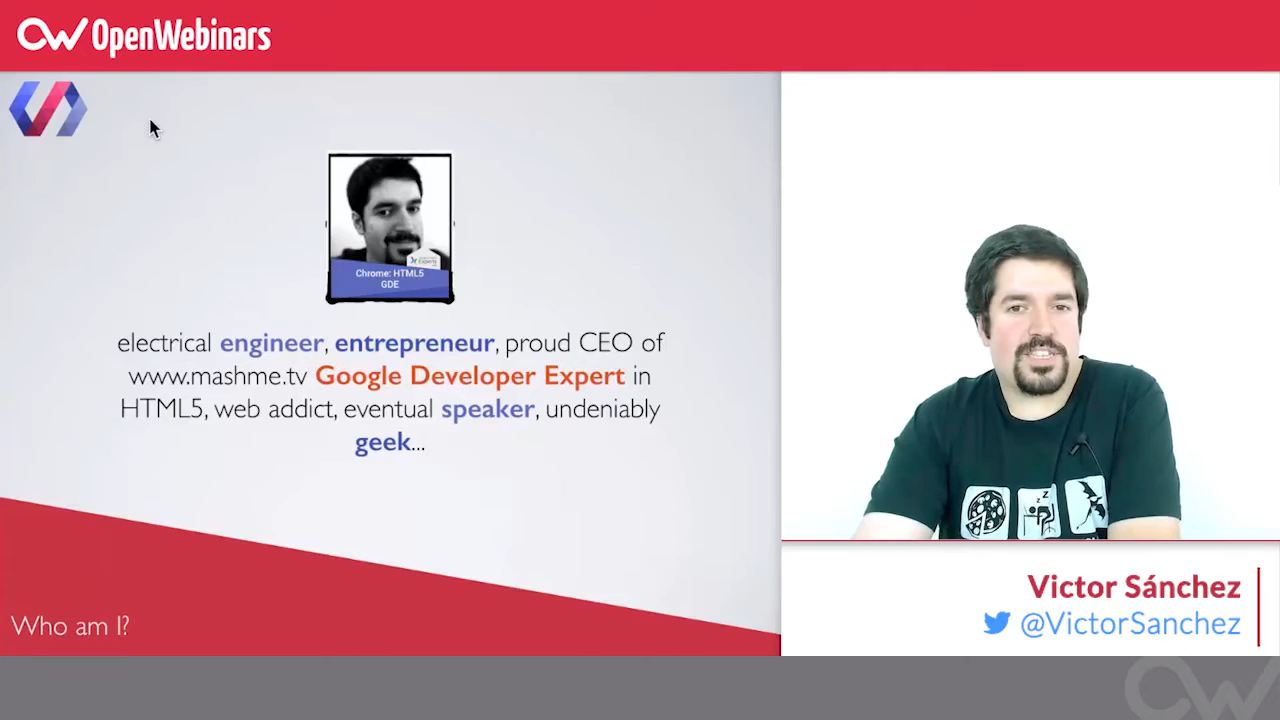 OpenWebinars
Chrome: HTML5
GDE
electrical engineer, entrepreneur, proud CEO of
www.mashme.tv Google Developer Expert in
HTML5, web addict, eventual speaker, undeniably
geek...
Who am I?
Victor Sánchez
@VictorSanchez